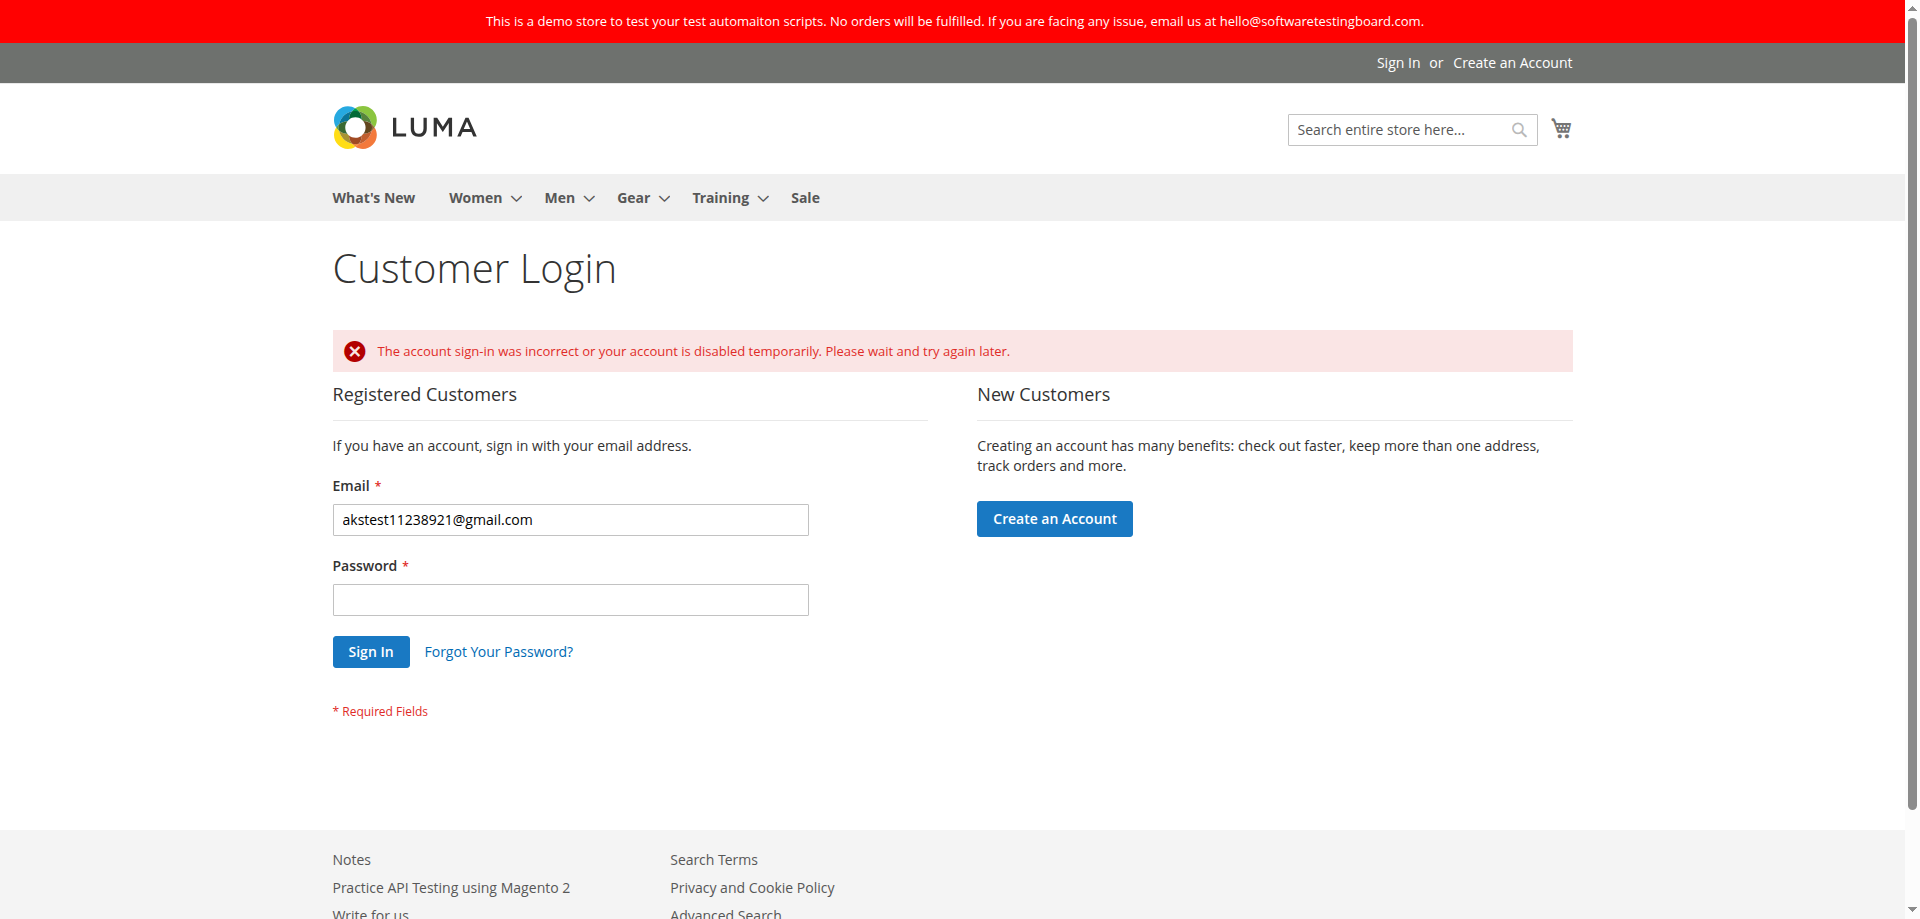 This is a demo store to test your test automaiton scripts. No orders will be fulfilled. If you are facing any issue, email us at hello@softwaretestingboard.com.
Sign In or Create an Account
LUMA
Search entire store here...
What's New Women Men Gear Training Sale
Customer Login
The account sign-in was incorrect or your account is disabled temporarily. Please wait and try again later.
Registered Customers
If you have an account, sign in with your email address.
Email *
akstest11238921@gmail.com
Password *
Sign In Forgot Your Password?
* Required Fields
New Customers
Creating an account has many benefits: check out faster, keep more than one address,
track orders and more.
Create an Account
Notes
Practice API Testing using Magento 2
Write for us
Search Terms
Privacy and Cookie Policy
Advanced Search